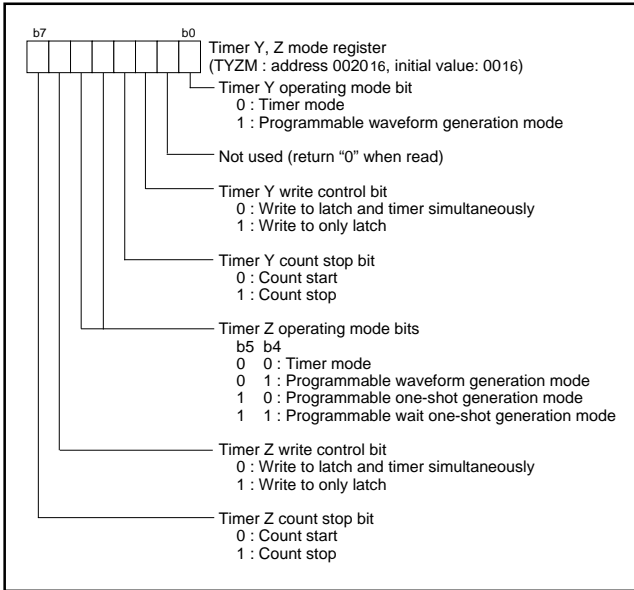 b7 b0
Timer Y, Z mode register
(TYZM : address 002016, initial value: 0016)
Timer Y operating mode bit
0 : Timer mode
1 : Programmable waveform generation mode
Not used (return “0” when read)
Timer Y write control bit
0 : Write to latch and timer simultaneously
1 : Write to only latch
Timer Y count stop bit
0 : Count start
1 : Count stop
Timer Z operating mode bits
b5 b4
0 0 : Timer mode
0 1 : Programmable waveform generation mode
1 0 : Programmable one-shot generation mode
1 1 : Programmable wait one-shot generation mode
Timer Z write control bit
0 : Write to latch and timer simultaneously
1 : Write to only latch
Timer Z count stop bit
0 : Count start
1 : Count stop